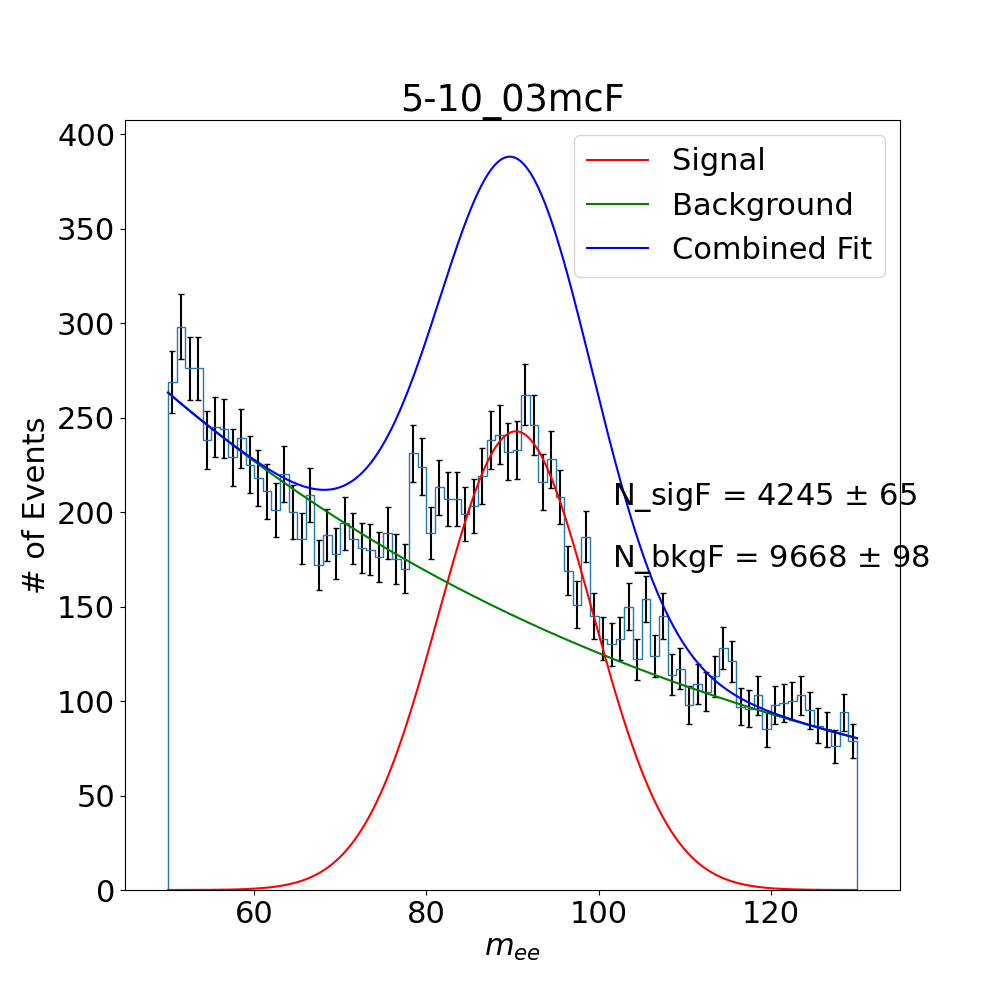 5-10_03mcF
400
350
300
250
200
150
100
50
0
# of Events
Signal
Background
Combined Fit
N_sigF = 4245 ± 65
N_bkgF = 9668 ± 98
60 80 100 120
m_ee